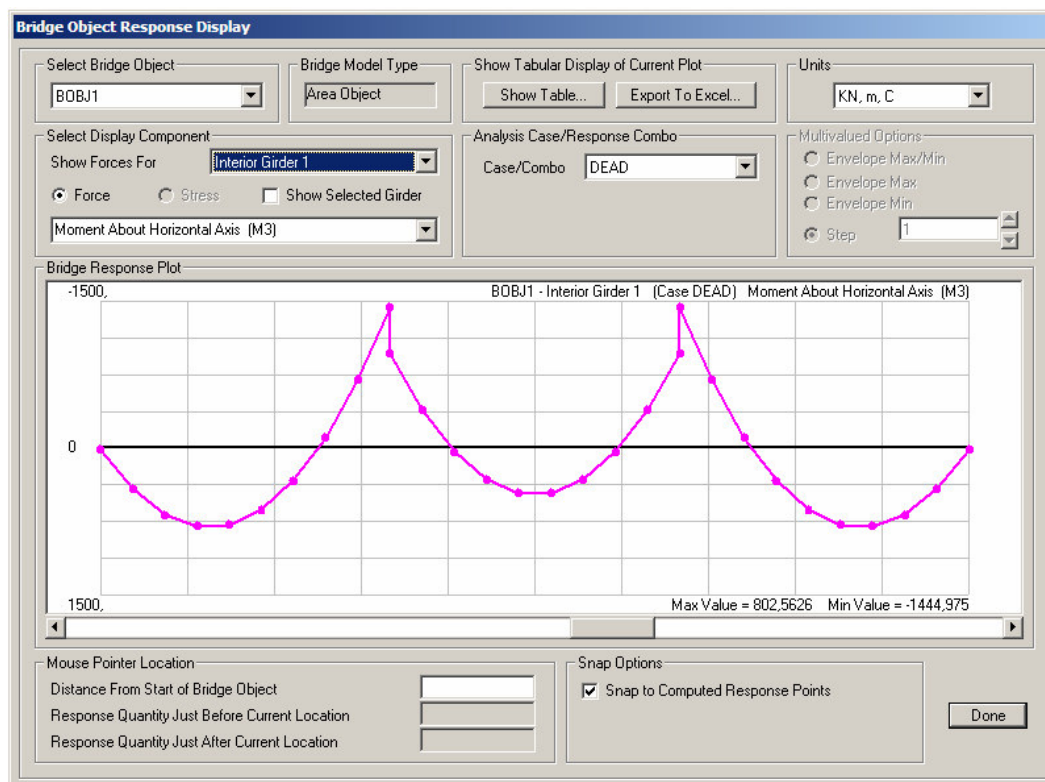 Bridge Object Response Display
Select Bridge Object
BOBJ1
Bridge Model Type
Area Object
Show Tabular Display of Current Plot
Show Table...
Export To Excel...
Units
KN, m, C
Select Display Component
Show Forces For
Interior Girder 1
Force
Stress
Show Selected Girder
Moment About Horizontal Axis (M3)
Analysis Case/Response Combo
Case/Combo
DEAD
Multivalued Options
Envelope Max/Min
Envelope Max
Envelope Min
Step
1
Bridge Response Plot
-1500,
BOBJ1 - Interior Girder 1 (Case DEAD) Moment About Horizontal Axis (M3)
0
1500,
Max Value = 802,5626 Min Value = -1444,975
Mouse Pointer Location
Distance From Start of Bridge Object
Response Quantity Just Before Current Location
Response Quantity Just After Current Location
Snap Options
Snap to Computed Response Points
Done